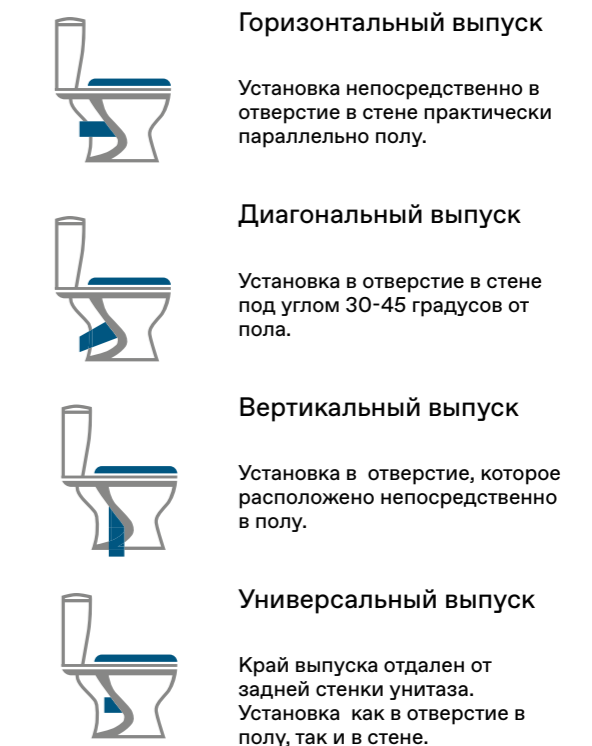 Горизонтальный выпуск
Установка непосредственно в
отверстие в стене практически
параллельно полу.
Диагональный выпуск
Установка в отверстие в стене
под углом 30-45 градусов от
пола.
Вертикальный выпуск
Установка в  отверстие, которое
расположено непосредственно
в полу.
Универсальный выпуск
Край выпуска отдален от
задней стенки унитаза.
Установка  как в отверстие в
полу, так и в стене.